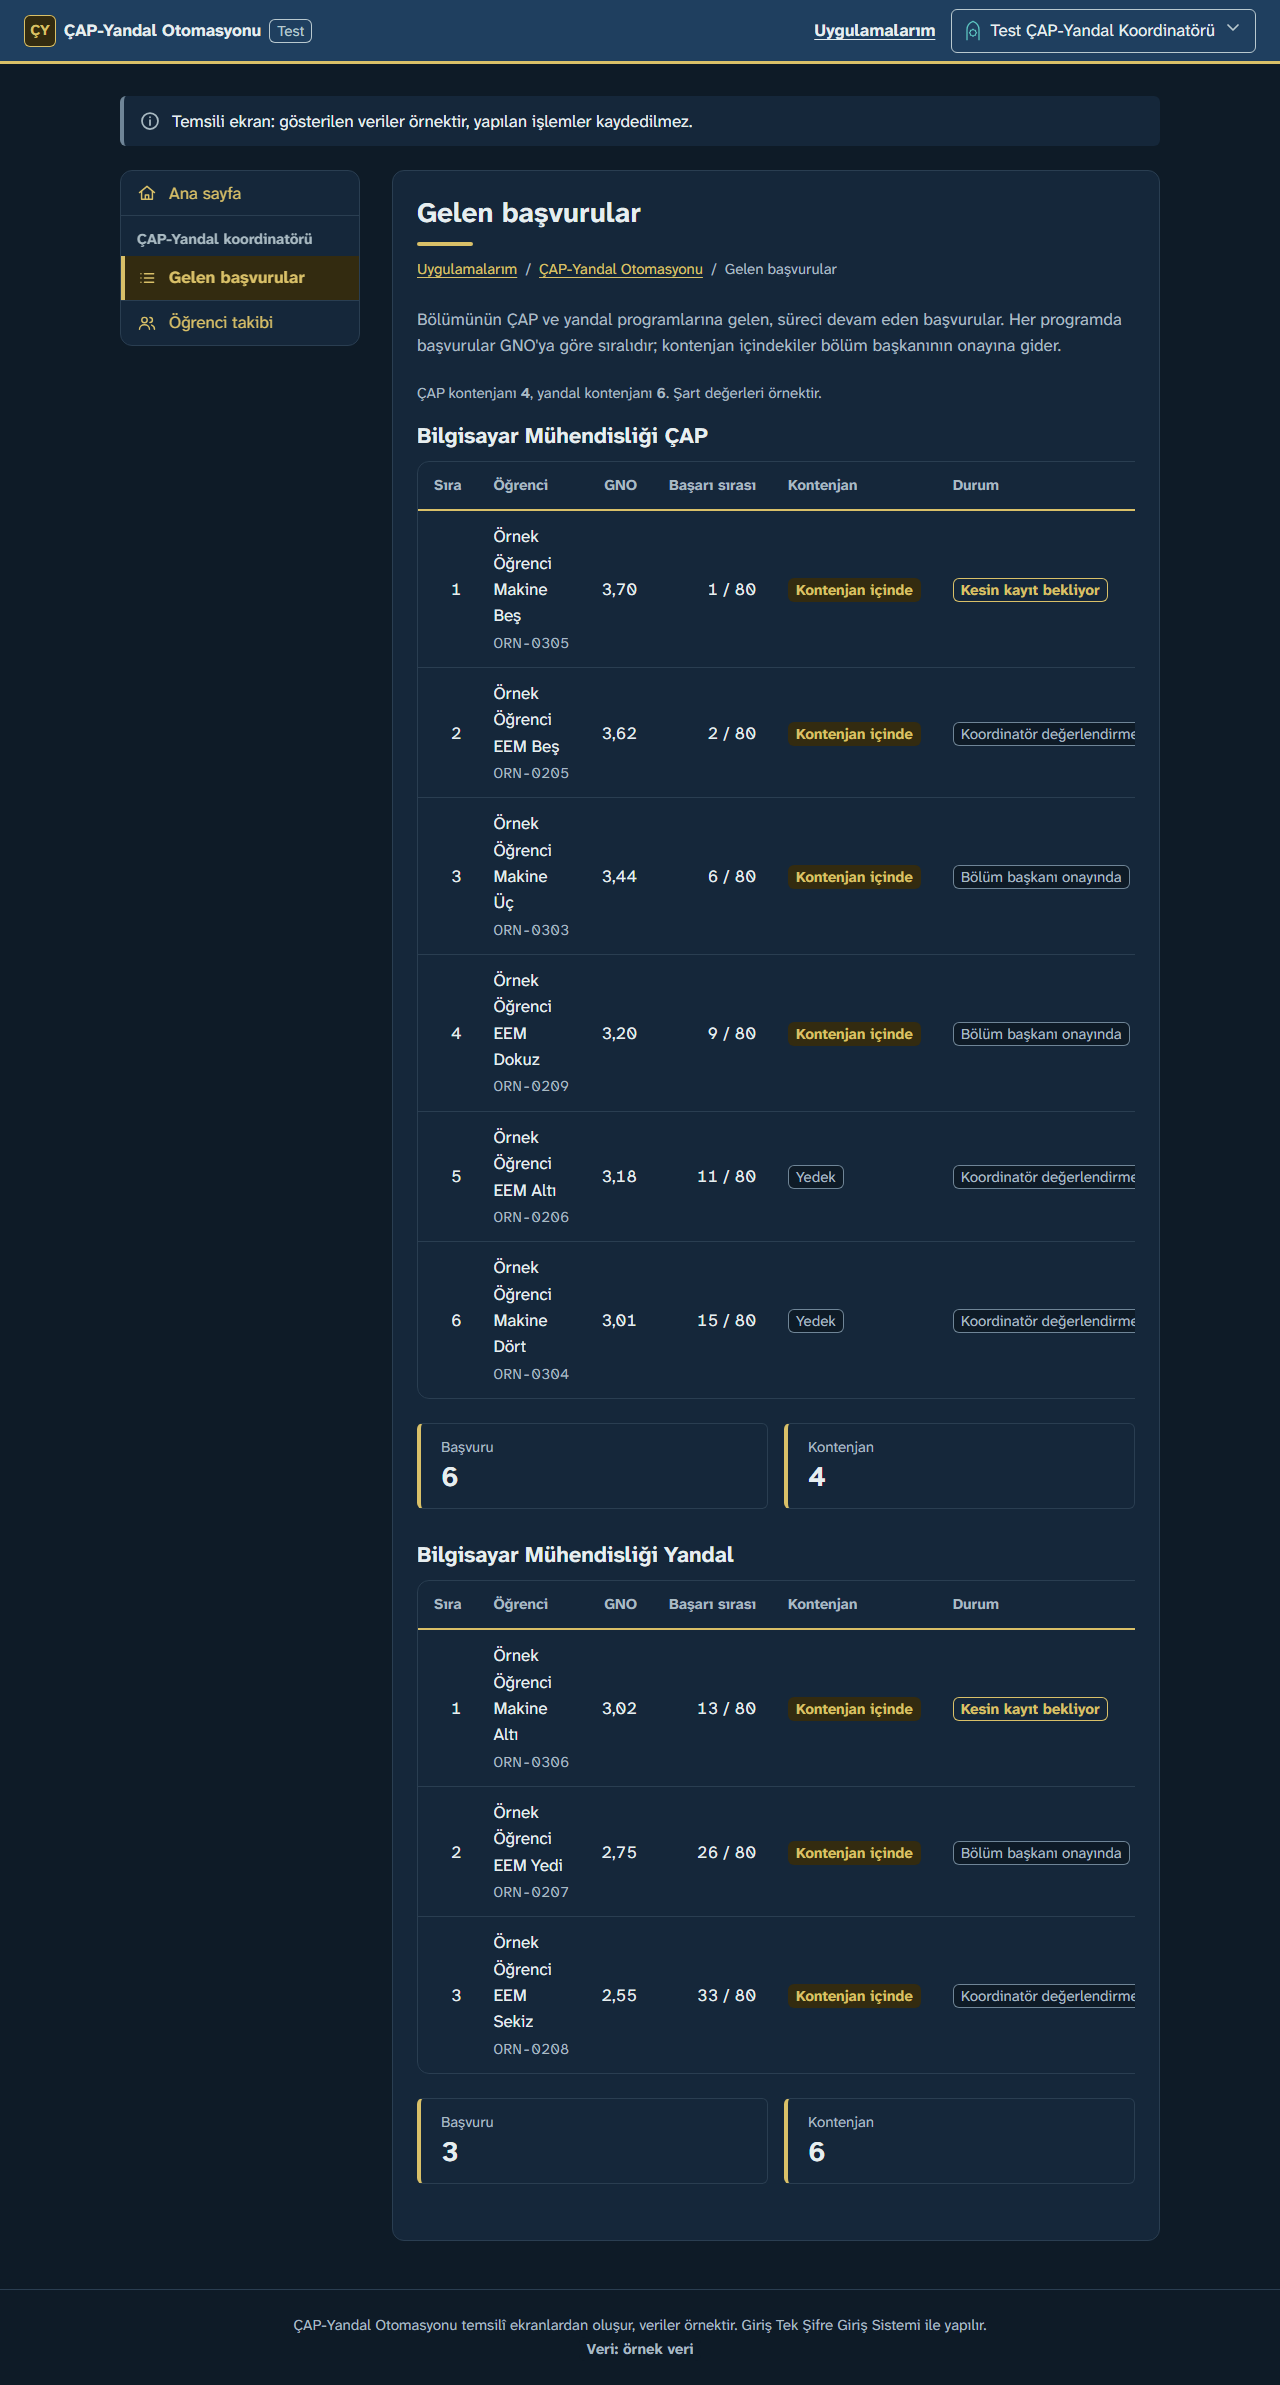 ÇY ÇAP-Yandal Otomasyonu Test
Uygulamalarım
Test ÇAP-Yandal Koordinatörü
Temsili ekran: gösterilen veriler örnektir, yapılan işlemler kaydedilmez.
Ana sayfa
ÇAP-Yandal koordinatörü
Gelen başvurular
Öğrenci takibi
Gelen başvurular
Uygulamalarım / ÇAP-Yandal Otomasyonu / Gelen başvurular
Bölümünün ÇAP ve yandal programlarına gelen, süreci devam eden başvurular. Her programda
başvurular GNO'ya göre sıralıdır; kontenjan içindekiler bölüm başkanının onayına gider.
ÇAP kontenjanı 4, yandal kontenjanı 6. Şart değerleri örnektir.
Bilgisayar Mühendisliği ÇAP
Sıra Öğrenci GNO Başarı sırası Kontenjan Durum
Örnek
Öğrenci
1 Makine 3,70 1 / 80 Kontenjan içinde Kesin kayıt bekliyor
Beş
ORN-0305
Örnek
Öğrenci
2 EEM Beş 3,62 2 / 80 Kontenjan içinde Koordinatör değerlendirme
ORN-0205
Örnek
Öğrenci
3 Makine 3,44 6 / 80 Kontenjan içinde Bölüm başkanı onayında
Üç
ORN-0303
Örnek
Öğrenci
4 EEM 3,20 9 / 80 Kontenjan içinde Bölüm başkanı onayında
Dokuz
ORN-0209
Örnek
Öğrenci
5 EEM Altı 3,18 11 / 80 Yedek Koordinatör değerlendirme
ORN-0206
Örnek
Öğrenci
6 Makine 3,01 15 / 80 Yedek Koordinatör değerlendirme
Dört
ORN-0304
Başvuru
6
Kontenjan
4
Bilgisayar Mühendisliği Yandal
Sıra Öğrenci GNO Başarı sırası Kontenjan Durum
Örnek
Öğrenci
1 Makine 3,02 13 / 80 Kontenjan içinde Kesin kayıt bekliyor
Altı
ORN-0306
Örnek
Öğrenci
2 EEM Yedi 2,75 26 / 80 Kontenjan içinde Bölüm başkanı onayında
ORN-0207
Örnek
Öğrenci
3 EEM 2,55 33 / 80 Kontenjan içinde Koordinatör değerlendirme
Sekiz
ORN-0208
Başvuru
3
Kontenjan
6
ÇAP-Yandal Otomasyonu temsilî ekranlardan oluşur, veriler örnektir. Giriş Tek Şifre Giriş Sistemi ile yapılır.
Veri: örnek veri